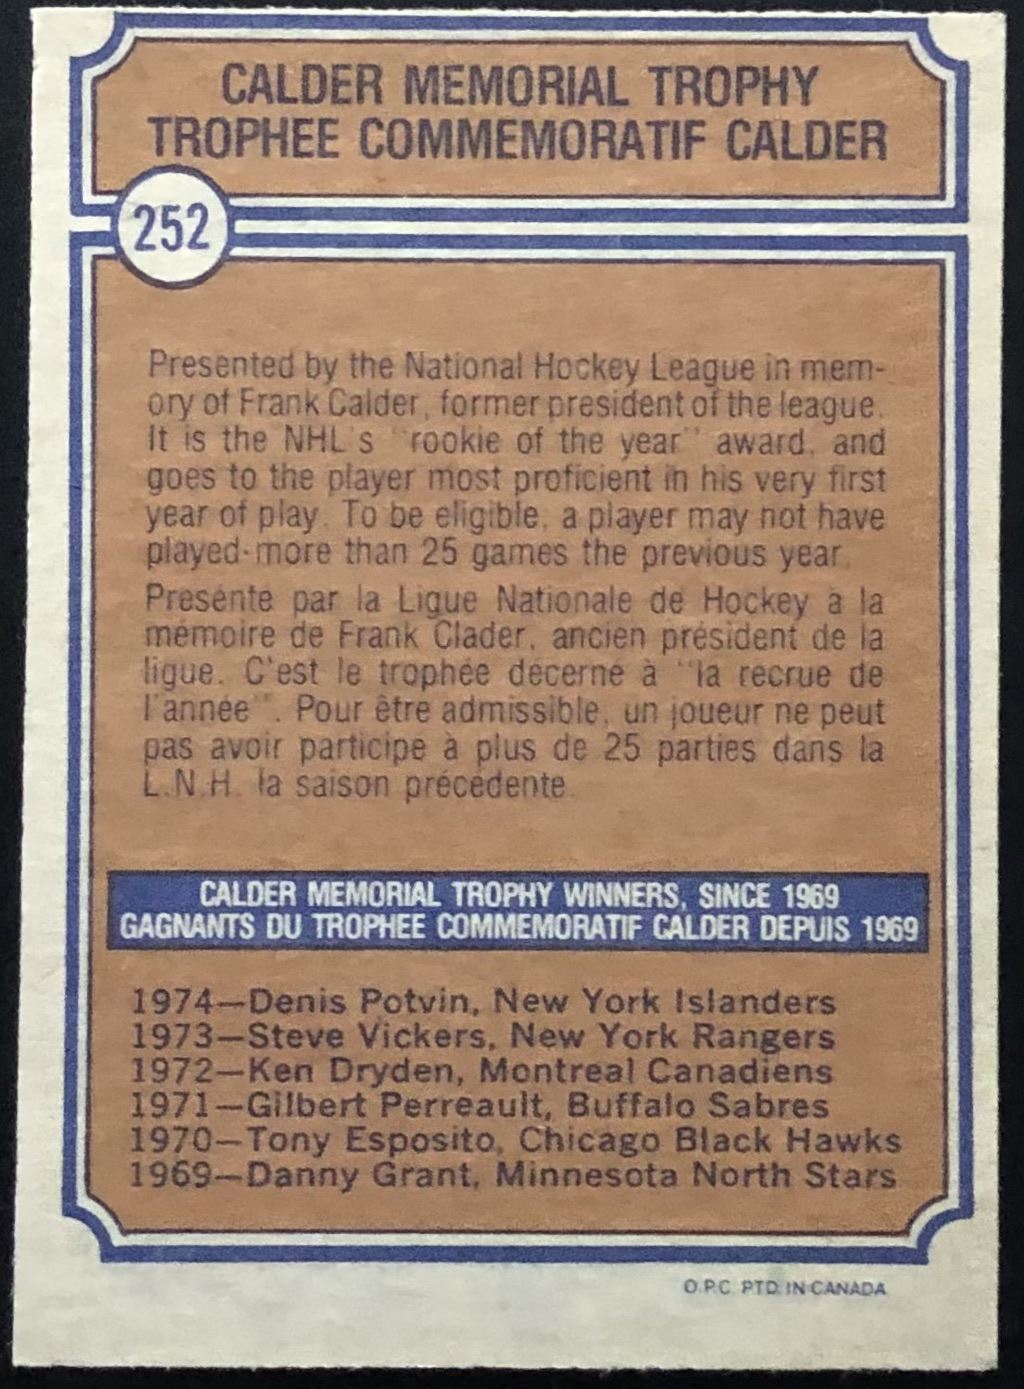 CALDER MEMORIAL TROPHY
TROPHEE COMMEMORATIF CALDER
252
Presented by the National Hockey League in mem-
ory of Frank Calder, former president of the league.
It is the NHL's "rookie of the year" award, and
goes to the player most proficient in his very first
year of play. To be eligible, a player may not have
played more than 25 games the previous year.
Présenté par la Ligue Nationale de Hockey à la
mémoire de Frank Clader, ancien président de la
ligue. C'est le trophée décerné à "la recrue de
l'année". Pour être admissible, un joueur ne peut
pas avoir participé à plus de 25 parties dans la
L.N.H. la saison précédente.
CALDER MEMORIAL TROPHY WINNERS, SINCE 1969
GAGNANTS DU TROPHEE COMMEMORATIF CALDER DEPUIS 1969
1974—Denis Potvin, New York Islanders
1973—Steve Vickers, New York Rangers
1972—Ken Dryden, Montreal Canadiens
1971—Gilbert Perreault, Buffalo Sabres
1970—Tony Esposito, Chicago Black Hawks
1969—Danny Grant, Minnesota North Stars
O.P.C. PTD. IN CANADA